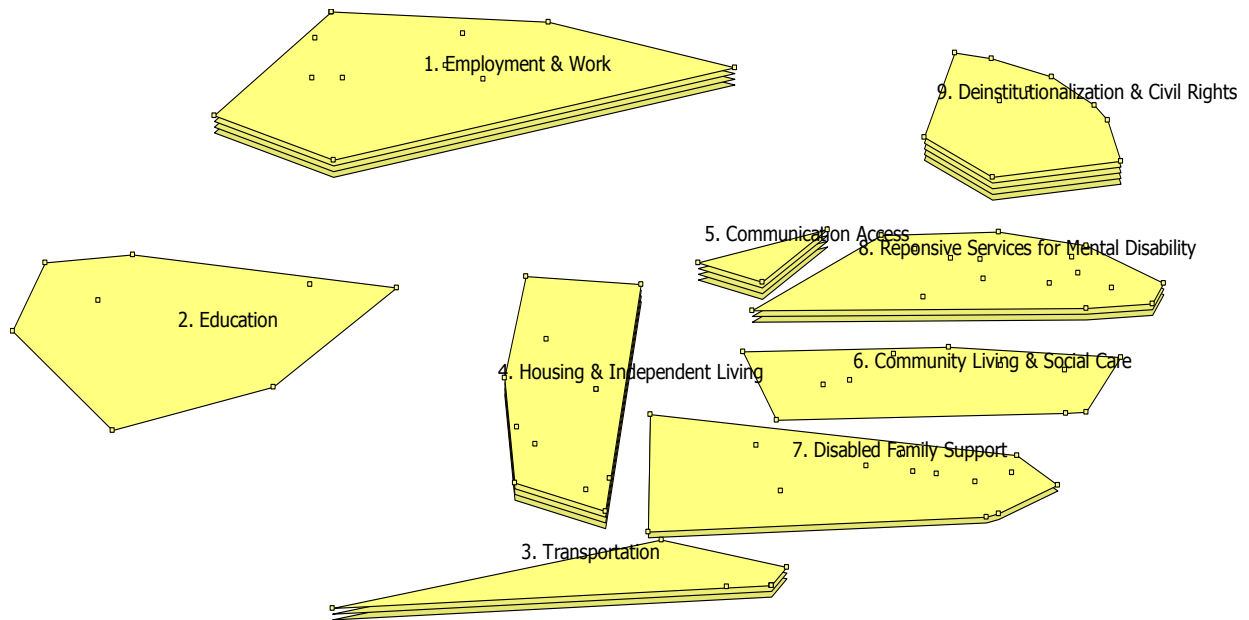 1. Employment & Work
9. Deinstitutionalization & Civil Rights
5. Communication Access
8. Reponsive Services for Mental Disability
2. Education
4. Housing & Independent Living
6. Community Living & Social Care
7. Disabled Family Support
3. Transportation